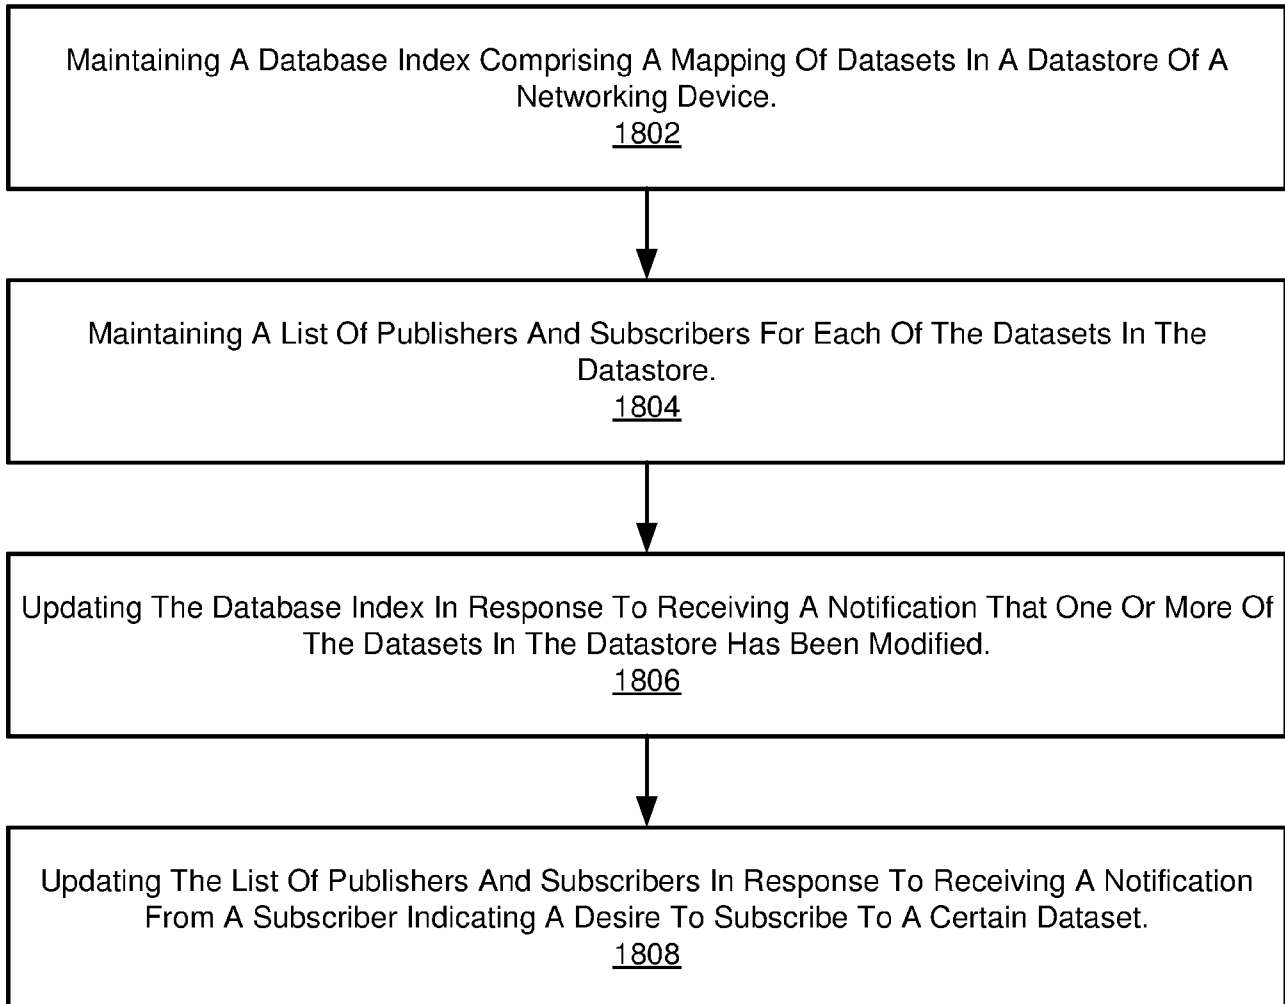 Maintaining A Database Index Comprising A Mapping Of Datasets In A Datastore Of A
Networking Device.
1802
Maintaining A List Of Publishers And Subscribers For Each Of The Datasets In The
Datastore.
1804
Updating The Database Index In Response To Receiving A Notification That One Or More Of
The Datasets In The Datastore Has Been Modified.
1806
Updating The List Of Publishers And Subscribers In Response To Receiving A Notification
From A Subscriber Indicating A Desire To Subscribe To A Certain Dataset.
1808